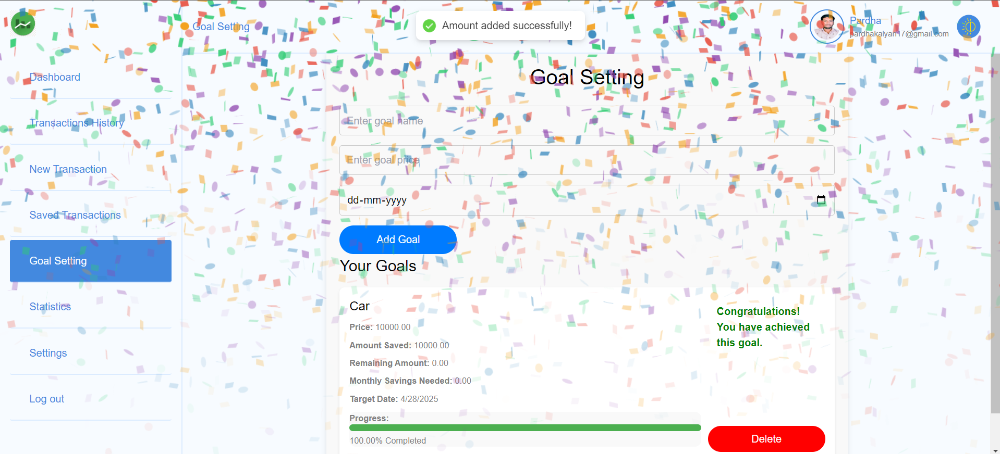 Goal Setting
Amount added successfully!
Pardha
pardhakalyan17@gmail.com
Dashboard
Transactions History
New Transaction
Saved Transactions
Goal Setting
Statistics
Settings
Log out
Goal Setting
Enter goal name
Enter goal price
dd-mm-yyyy
Add Goal
Your Goals
Car
Price: 10000.00
Amount Saved: 10000.00
Remaining Amount: 0.00
Monthly Savings Needed: 0.00
Target Date: 4/28/2025
Progress:
100.00% Completed
Congratulations!
You have achieved
this goal.
Delete